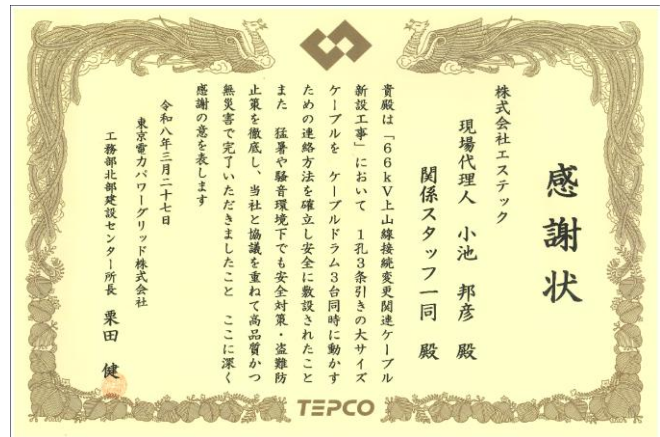 感謝状
株式会社エステック
現場代理人 小池 邦彦 殿
関係スタッフ一同 殿
貴殿は「66kV上山線接続変更関連ケーブル
新設工事」において 1孔3条引きの大サイズ
ケーブルを ケーブルドラム3台同時に動かす
ための連絡方法を確立し安全に敷設されたこと
また 猛暑や騒音環境下でも安全対策・盗難防
止策を徹底し、当社と協議を重ねて高品質かつ
無災害で完了いただきましたこと ここに深く
感謝の意を表します
令和八年三月二十七日
東京電力パワーグリッド株式会社
工務部北部建設センター所長 栗田 健
TEPCO